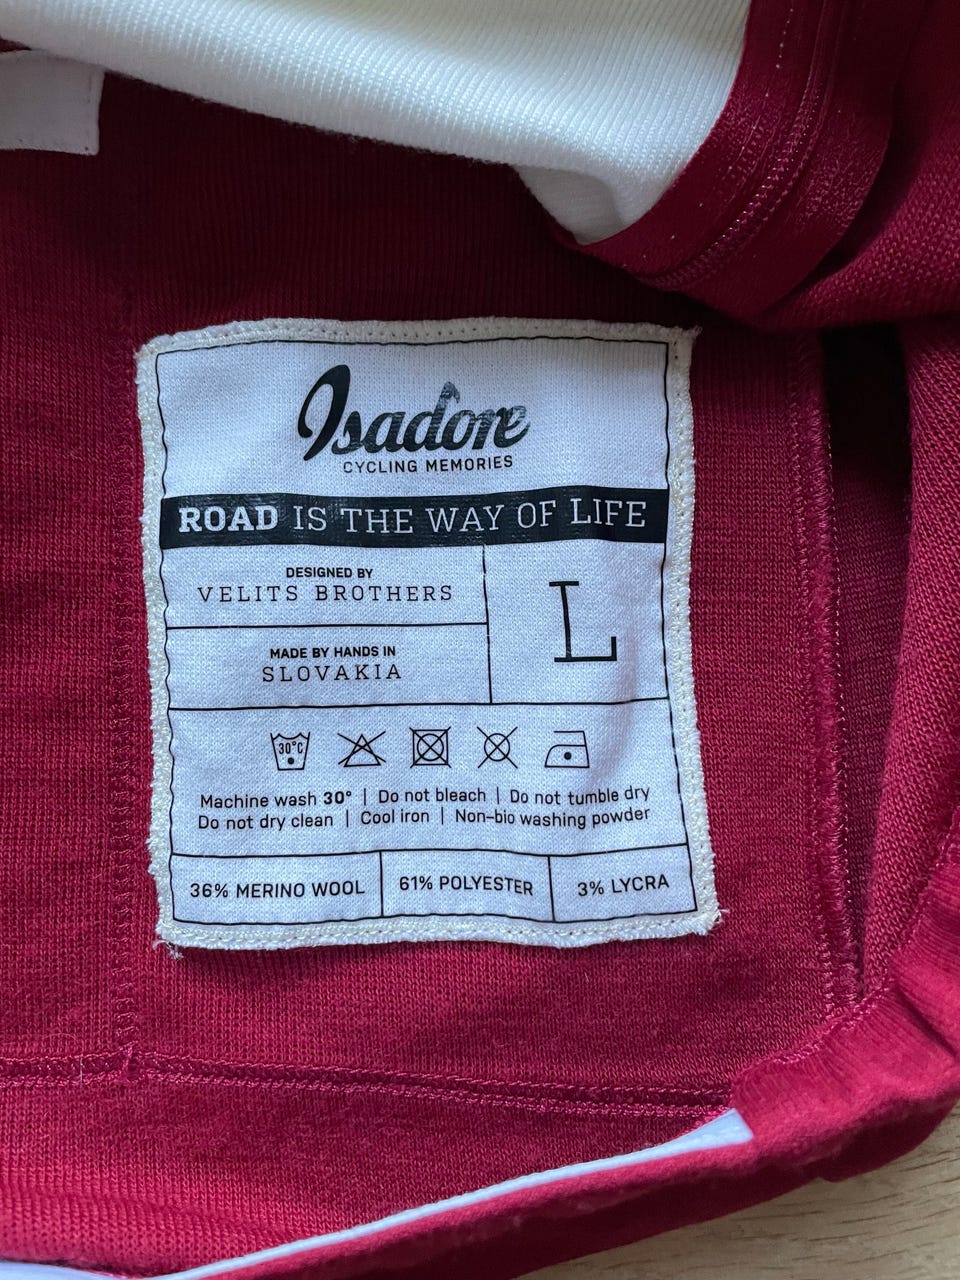 Isadore
CYCLING MEMORIES
ROAD IS THE WAY OF LIFE
DESIGNED BY
VELITS BROTHERS
MADE BY HANDS IN
SLOVAKIA
L
30°C
Machine wash 30° | Do not bleach | Do not tumble dry
Do not dry clean | Cool iron | Non-bio washing powder
36% MERINO WOOL 61% POLYESTER 3% LYCRA